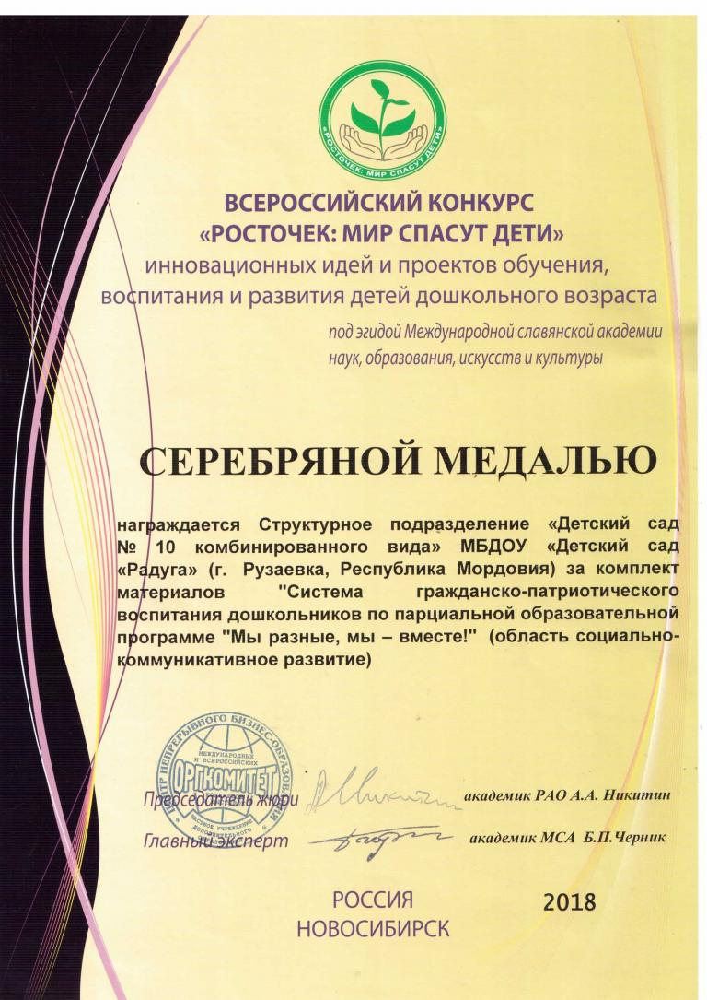 «РОСТОЧЕК: МИР СПАСУТ ДЕТИ»
ВСЕРОССИЙСКИЙ КОНКУРС
«РОСТОЧЕК: МИР СПАСУТ ДЕТИ»
инновационных идей и проектов обучения,
воспитания и развития детей дошкольного возраста
под эгидой Международной славянской академии
наук, образования, искусств и культуры
СЕРЕБРЯНОЙ МЕДАЛЬЮ
награждается Структурное подразделение «Детский сад
№ 10 комбинированного вида» МБДОУ «Детский сад
«Радуга» (г. Рузаевка, Республика Мордовия) за комплект
материалов "Система гражданско-патриотического
воспитания дошкольников по парциальной образовательной
программе "Мы разные, мы – вместе!" (область социально-
коммуникативное развитие)
ЦЕНТР НЕПРЕРЫВНОГО БИЗНЕС-ОБРАЗОВАНИЯ
МЕЖДУНАРОДНЫХ
И ВСЕРОССИЙСКИХ
ОРГКОМИТЕТ
ЧАСТНОЕ УЧРЕЖДЕНИЕ
ДОПОЛНИТЕЛЬНОГО
Председатель жюри академик РАО А.А. Никитин
Главный эксперт академик МСА Б.П.Черник
РОССИЯ 2018
НОВОСИБИРСК